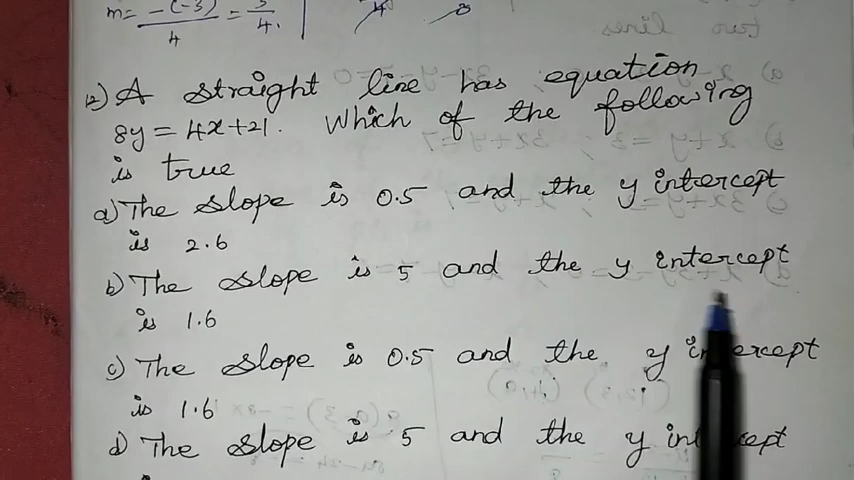 m = -(-3)/4 = 3/4.
12) A straight line has equation
8y = 4x+21. Which of the following
is true
a) The slope is 0.5 and the y intercept
is 2.6
b) The slope is 5 and the y intercept
is 1.6
c) The slope is 0.5 and the y intercept
is 1.6
d) The slope is 5 and the y intercept